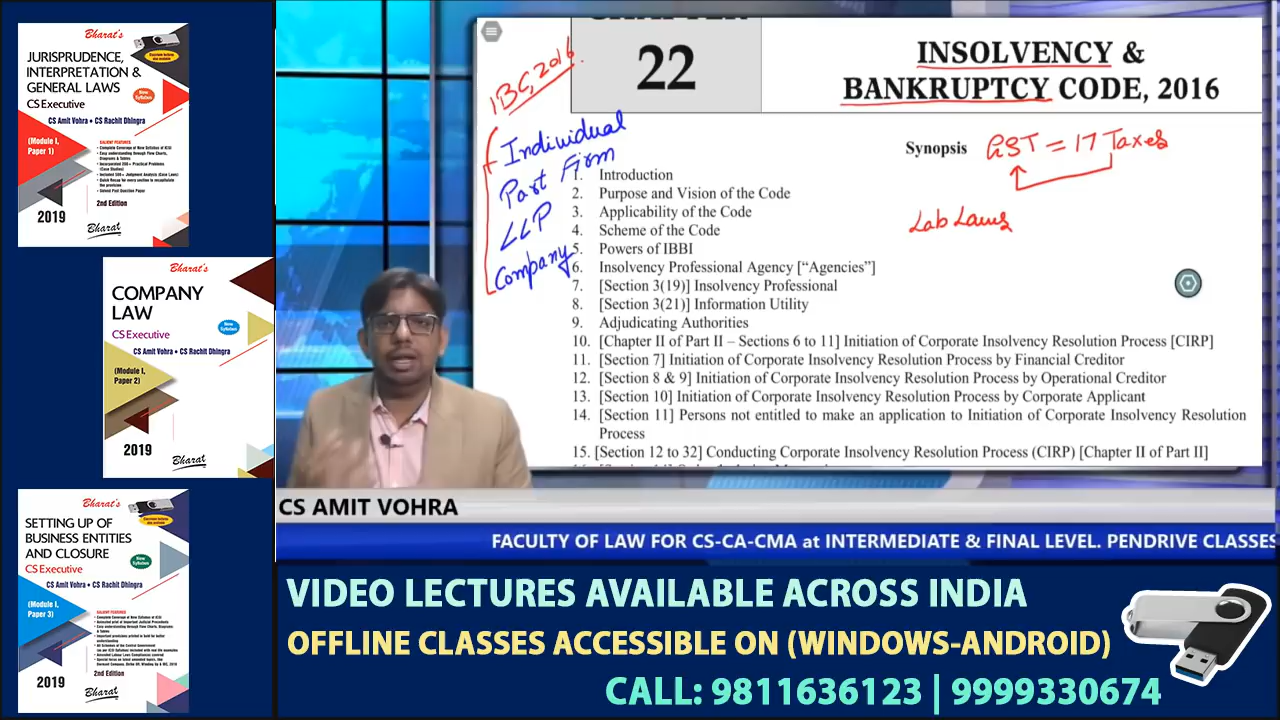 Bharat's
JURISPRUDENCE,
INTERPRETATION &
GENERAL LAWS
CS Executive
New Syllabus
CS Amit Vohra • CS Rachit Dhingra
(Module I,
Paper 1)
SALIENT FEATURES
2nd Edition
2019
Bharat
Bharat's
COMPANY
LAW
CS Executive
New Syllabus
CS Amit Vohra • CS Rachit Dhingra
(Module I,
Paper 2)
2019
Bharat
Bharat's
SETTING UP OF
BUSINESS ENTITIES
AND CLOSURE
CS Executive
New Syllabus
CS Amit Vohra • CS Rachit Dhingra
(Module I,
Paper 3)
SALIENT FEATURES
2nd Edition
2019
Bharat
22
INSOLVENCY &
BANKRUPTCY CODE, 2016
IBC, 2016
Individual
Part Firm
LLP
Company
Synopsis GST = 17 Taxes
Lab Laws
1. Introduction
2. Purpose and Vision of the Code
3. Applicability of the Code
4. Scheme of the Code
5. Powers of IBBI
6. Insolvency Professional Agency [“Agencies”]
7. [Section 3(19)] Insolvency Professional
8. [Section 3(21)] Information Utility
9. Adjudicating Authorities
10. [Chapter II of Part II – Sections 6 to 11] Initiation of Corporate Insolvency Resolution Process [CIRP]
11. Section 7] Initiation of Corporate Insolvency Resolution Process by Financial Creditor
12. [Section 8 & 9] Initiation of Corporate Insolvency Resolution Process by Operational Creditor
13. [Section 10] Initiation of Corporate Insolvency Resolution Process by Corporate Applicant
14. [Section 11] Persons not entitled to make an application to Initiation of Corporate Insolvency Resolution
Process
15. [Section 12 to 32] Conducting Corporate Insolvency Resolution Process (CIRP) [Chapter II of Part II]
CS AMIT VOHRA
FACULTY OF LAW FOR CS-CA-CMA at INTERMEDIATE & FINAL LEVEL. PENDRIVE CLASSES
VIDEO LECTURES AVAILABLE ACROSS INDIA
OFFLNE CLASSES ACCESSIBLE ON (WINDOWS-ANDROID)
CALL: 9811636123 | 9999330674